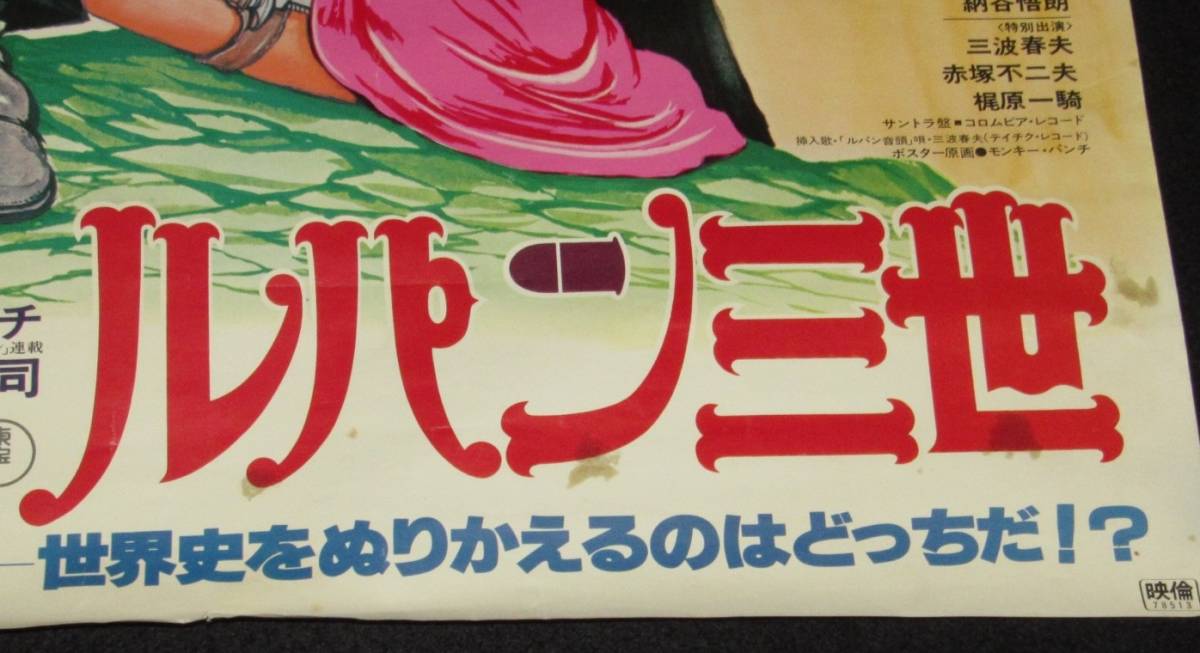 納谷悟朗
〈特別出演〉
三波春夫
赤塚不二夫
梶原一騎
サントラ盤■コロムビア・レコード
挿入歌・「ルパン音頭」唄・三波春夫(テイチク・レコード)
ポスター原画●モンキー・パンチ
チ
」連載
司
東宝
ルパン三世
世界史をぬりかえるのはどっちだ!?
映倫
78513